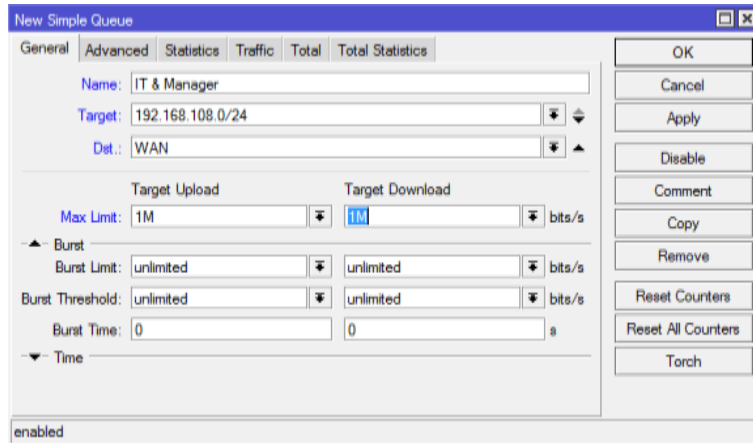 New Simple Queue
General Advanced Statistics Traffic Total Total Statistics
OK
Name: IT & Manager
Cancel
Target: 192.168.108.0/24
Apply
Dst.: WAN
Disable
Target Upload Target Download
Comment
Max Limit: 1M 1M bits/s
Copy
Burst
Remove
Burst Limit: unlimited unlimited bits/s
Burst Threshold: unlimited unlimited bits/s
Reset Counters
Burst Time: 0 0 s
Reset All Counters
Time
Torch
enabled